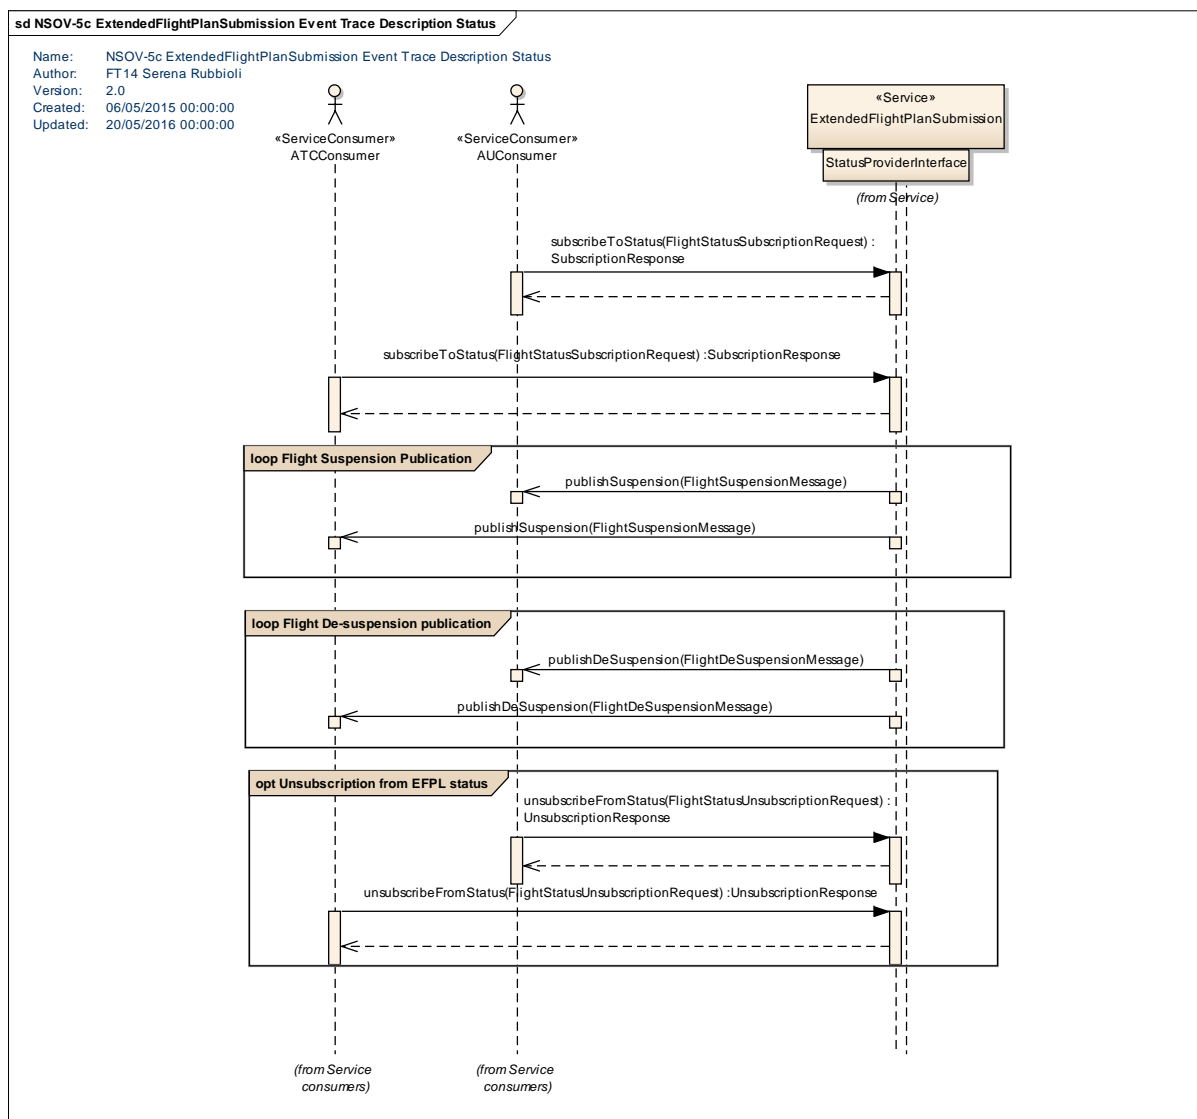 sd NSOV-5c ExtendedFlightPlanSubmission Event Trace Description Status
Name: NSOV-5c ExtendedFlightPlanSubmission Event Trace Description Status
Author: FT14 Serena Rubbioli
Version: 2.0
Created: 06/05/2015 00:00:00
Updated: 20/05/2016 00:00:00
«ServiceConsumer»
ATCConsumer
«ServiceConsumer»
AUConsumer
«Service»
ExtendedFlightPlanSubmission
StatusProviderInterface
(from Service)
subscribeToStatus(FlightStatusSubscriptionRequest) :
SubscriptionResponse
subscribeToStatus(FlightStatusSubscriptionRequest) :SubscriptionResponse
loop Flight Suspension Publication
publishSuspension(FlightSuspensionMessage)
publishSuspension(FlightSuspensionMessage)
loop Flight De-suspension publication
publishDeSuspension(FlightDeSuspensionMessage)
publishDeSuspension(FlightDeSuspensionMessage)
opt Unsubscription from EFPL status
unsubscribeFromStatus(FlightStatusUnsubscriptionRequest) :
UnsubscriptionResponse
unsubscribeFromStatus(FlightStatusUnsubscriptionRequest) :UnsubscriptionResponse
(from Service
consumers)
(from Service
consumers)